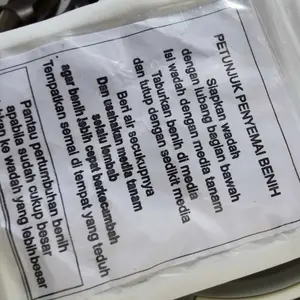 PETUNJUK PENYEMAI BENIH
Siapkan wadah
dengan lubang bagian bawah
Isi wadah dengan media tanam
Taburkan benih di media
dan tutup dengan sedikit media
Beri air secukupnya
Dan usahakan media tanam
selalu lembab
agar benih lebih cepat berkecambah
Tempatkan semai di tempat yang teduh
Pantau pertumbuhan benih
apabila sudah cukup besar
ke wadah yang lebih besar